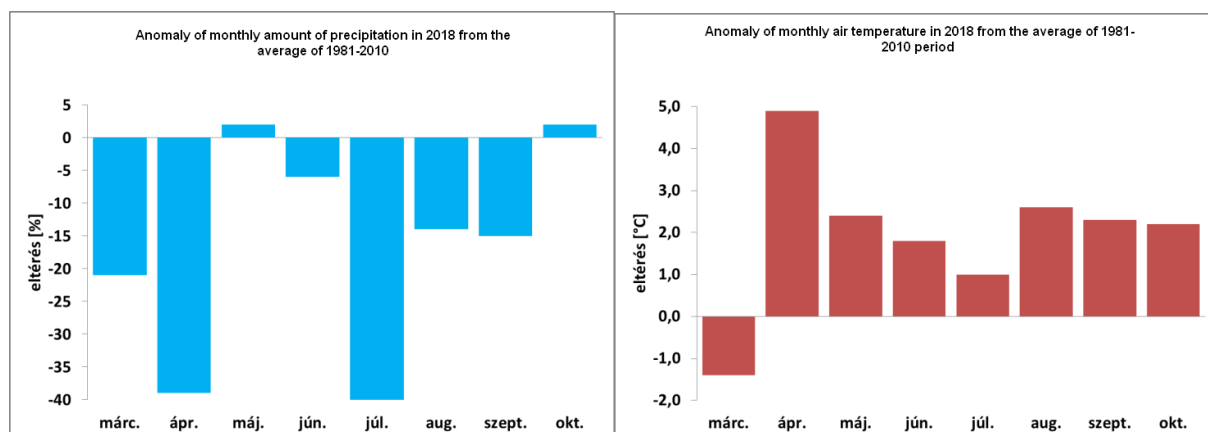 Anomaly of monthly amount of precipitation in 2018 from the
average of 1981-2010
eltérés [%]
5
0
-5
-10
-15
-20
-25
-30
-35
-40
márc. ápr. máj. jún. júl. aug. szept. okt.
Anomaly of monthly air temperature in 2018 from the average of 1981-
2010 period
eltérés [°C]
5,0
4,0
3,0
2,0
1,0
0,0
-1,0
-2,0
márc. ápr. máj. jún. júl. aug. szept. okt.